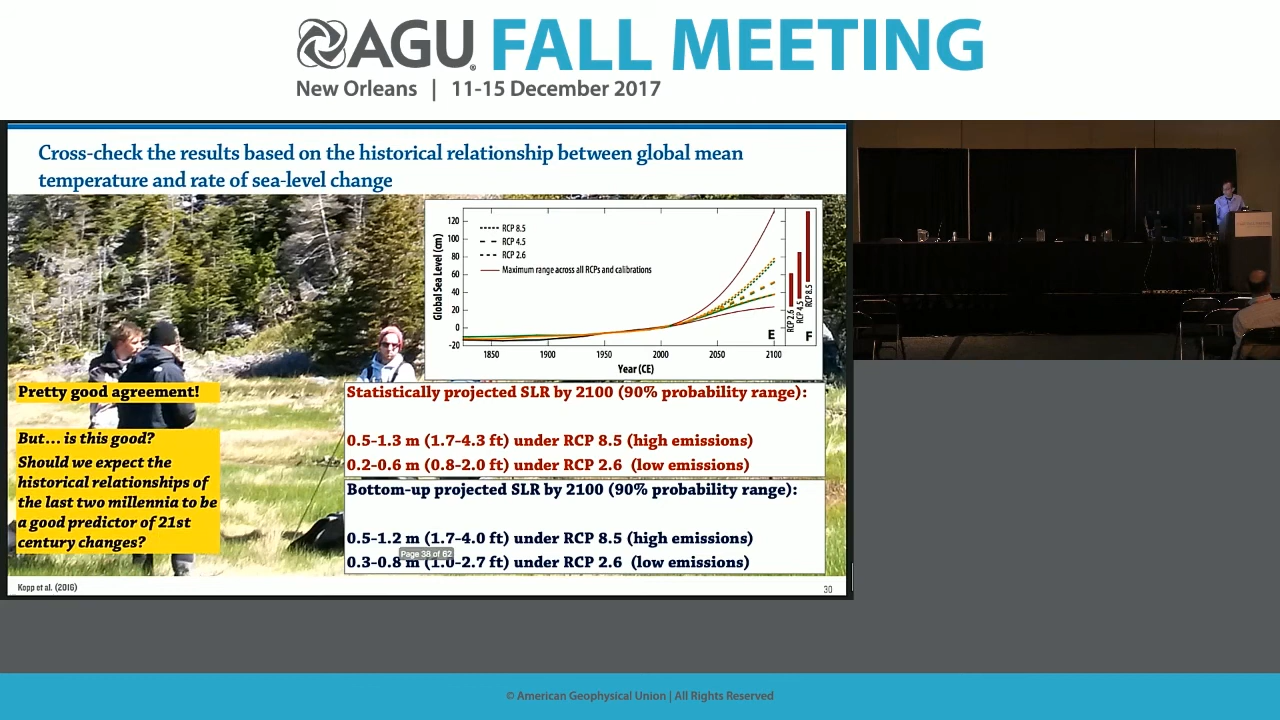 AGU FALL MEETING
New Orleans | 11-15 December 2017
Cross-check the results based on the historical relationship between global mean
temperature and rate of sea-level change
120
100
80
60
40
20
0
-20
Global Sea Level (cm)
RCP 8.5
RCP 4.5
RCP 2.6
Maximum range across all RCPs and calibrations
E
F
RCP 2.6
RCP 4.5
RCP 8.5
1850 1900 1950 2000 2050 2100
Year (CE)
Pretty good agreement!
But... is this good?
Should we expect the
historical relationships of
the last two millennia to be
a good predictor of 21st
century changes?
Statistically projected SLR by 2100 (90% probability range):
0.5-1.3 m (1.7-4.3 ft) under RCP 8.5 (high emissions)
0.2-0.6 m (0.8-2.0 ft) under RCP 2.6 (low emissions)
Bottom-up projected SLR by 2100 (90% probability range):
0.5-1.2 m (1.7-4.0 ft) under RCP 8.5 (high emissions)
Page 38 of 62
0.3-0.8 m (1.0-2.7 ft) under RCP 2.6 (low emissions)
Kopp et al. (2016)
30
© American Geophysical Union | All Rights Reserved